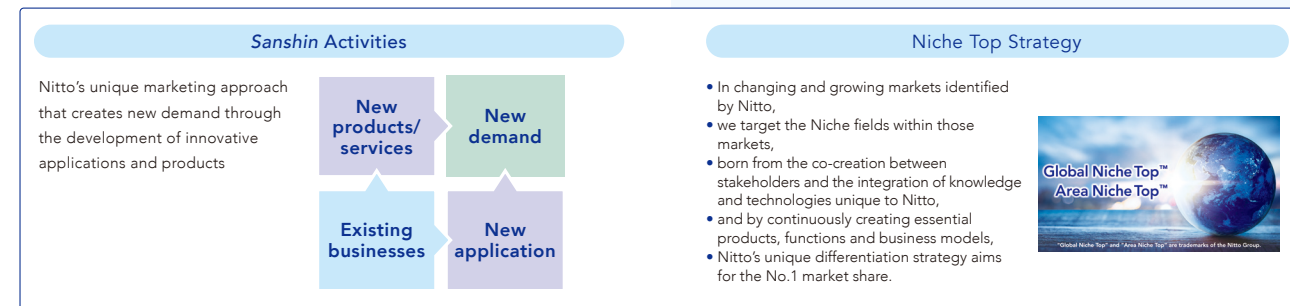 Sanshin Activities
Nitto's unique marketing approach
that creates new demand through
the development of innovative
applications and products
New
products/
services
New
demand
Existing
businesses
New
application
Niche Top Strategy
• In changing and growing markets identified
by Nitto,
• we target the Niche fields within those
markets,
• born from the co-creation between
stakeholders and the integration of knowledge
and technologies unique to Nitto,
• and by continuously creating essential
products, functions and business models,
• Nitto's unique differentiation strategy aims
for the No.1 market share.
Global Niche Top™
Area Niche Top™
"Global Niche Top" and "Area Niche Top" are trademarks of the Nitto Group.